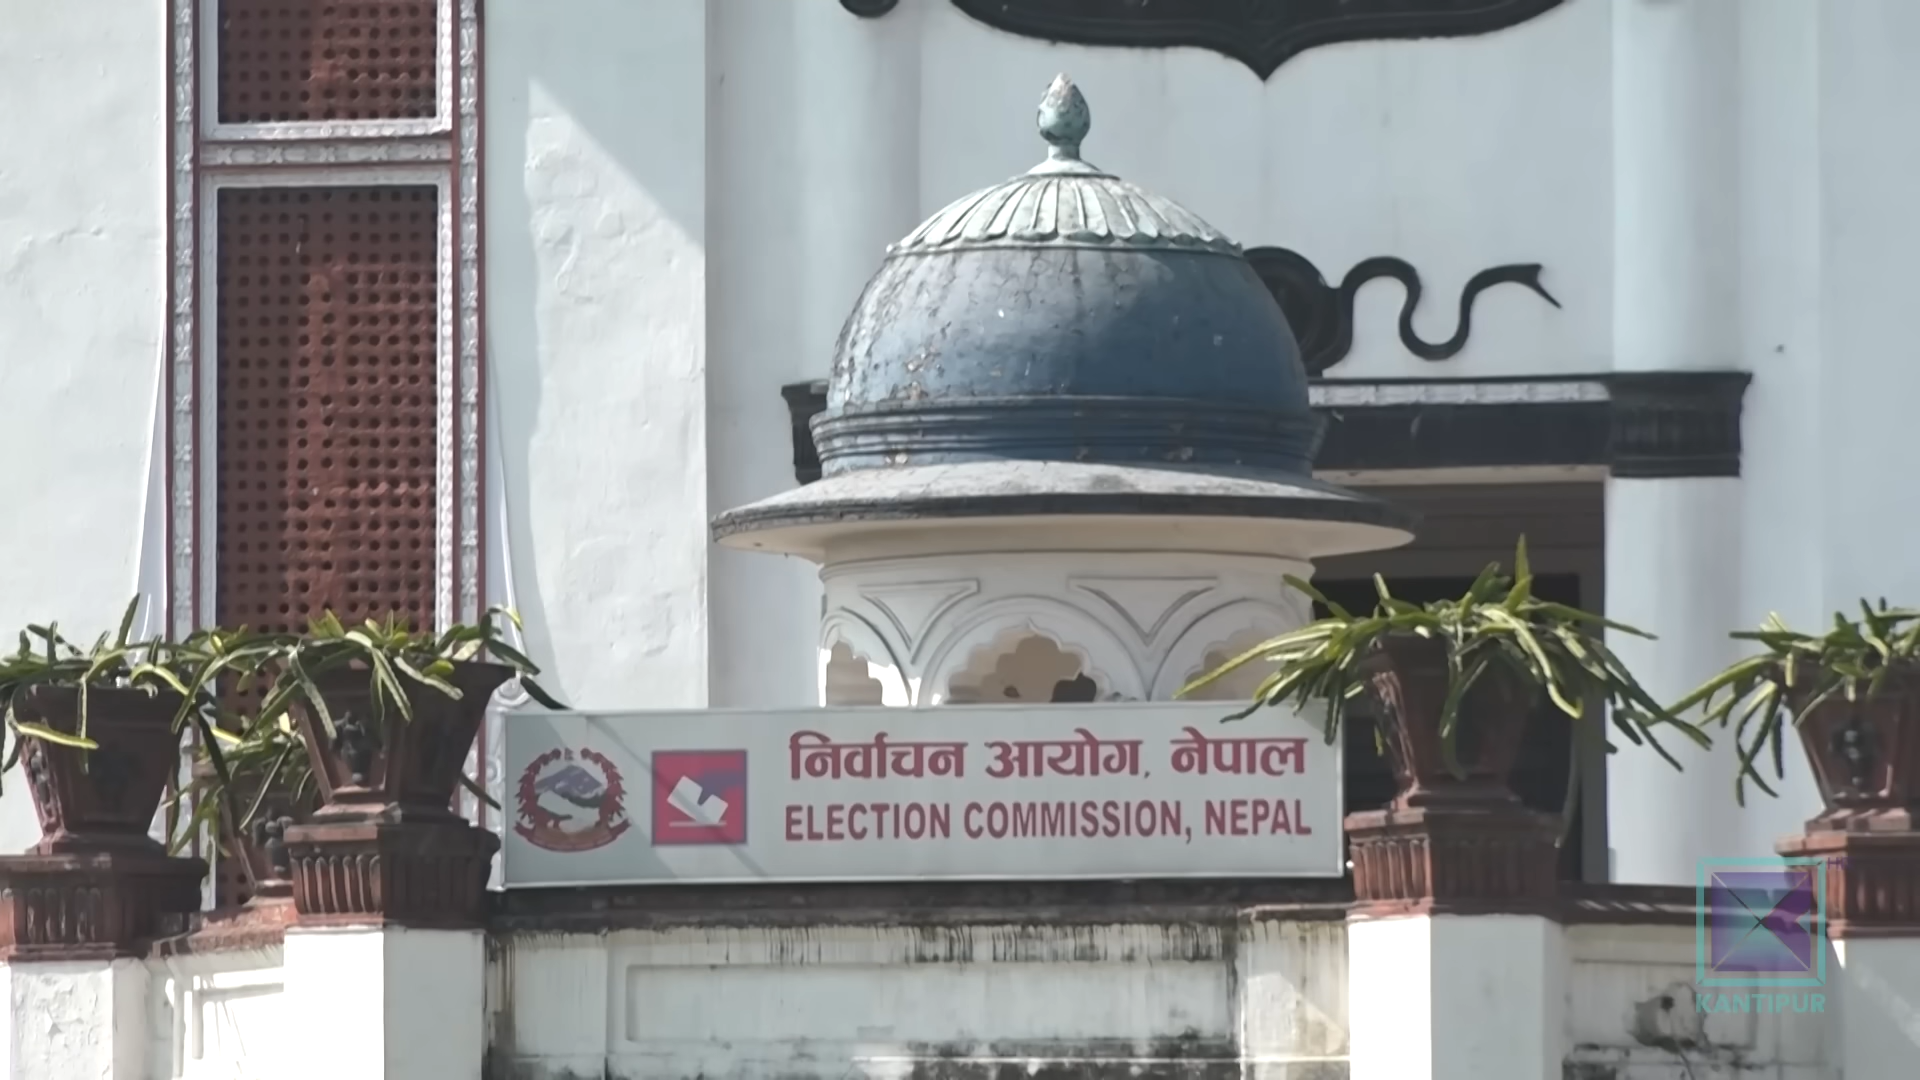 निर्वाचन आयोग, नेपाल
ELECTION COMMISSION, NEPAL
KANTIPUR